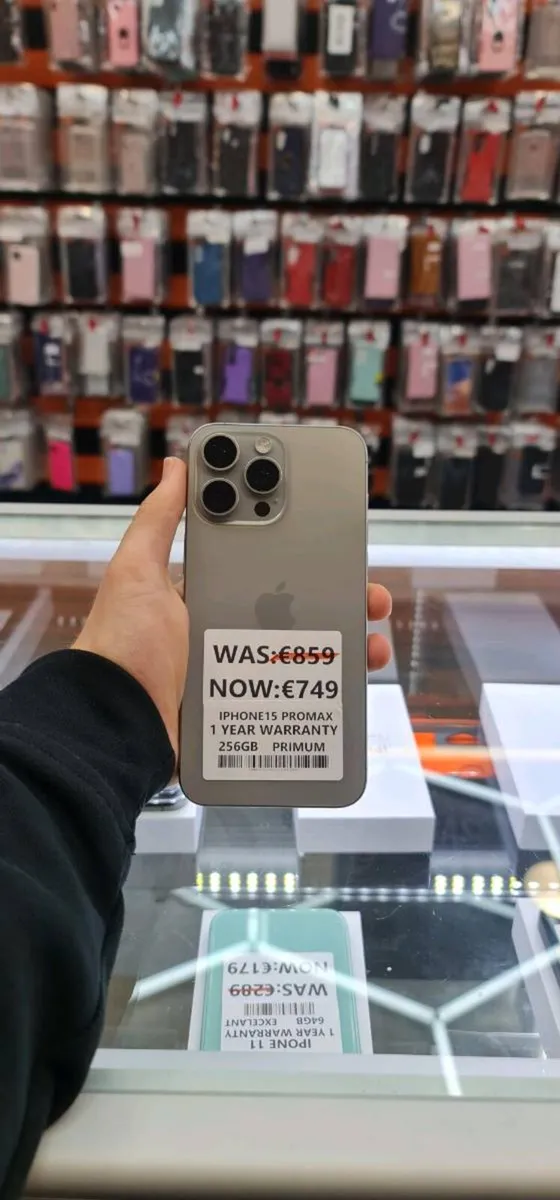 WAS:€859
NOW:€749
IPHONE15 PROMAX
1 YEAR WARRANTY
256GB PRIMUM
IPONE 11
1 YEAR WARRANTY
64GB EXCELANT
WAS:€289
NOW:€179